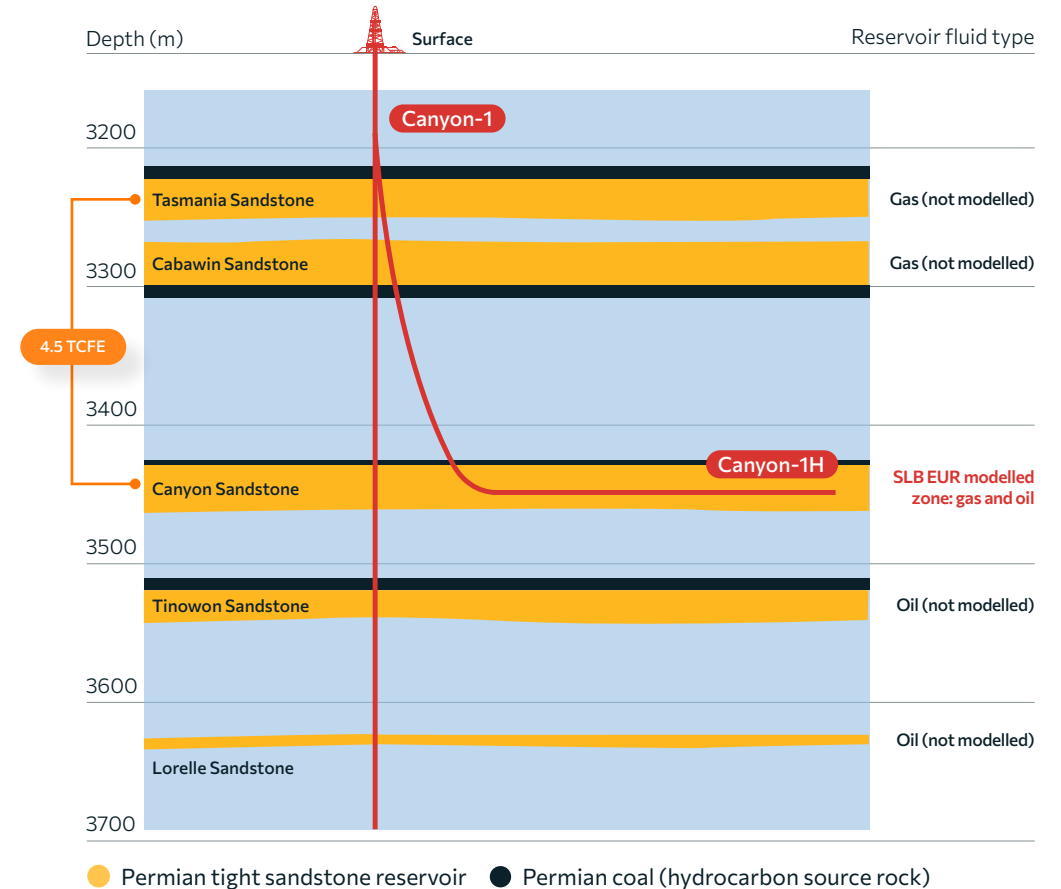 Depth (m)
Surface
Reservoir fluid type
Canyon-1
3200
Tasmania Sandstone
Gas (not modelled)
Cabawin Sandstone
Gas (not modelled)
3300
4.5 TCFE
3400
Canyon-1H
Canyon Sandstone
SLB EUR modelled
zone: gas and oil
3500
Tinowon Sandstone
Oil (not modelled)
3600
Oil (not modelled)
Lorelle Sandstone
3700
Permian tight sandstone reservoir
Permian coal (hydrocarbon source rock)